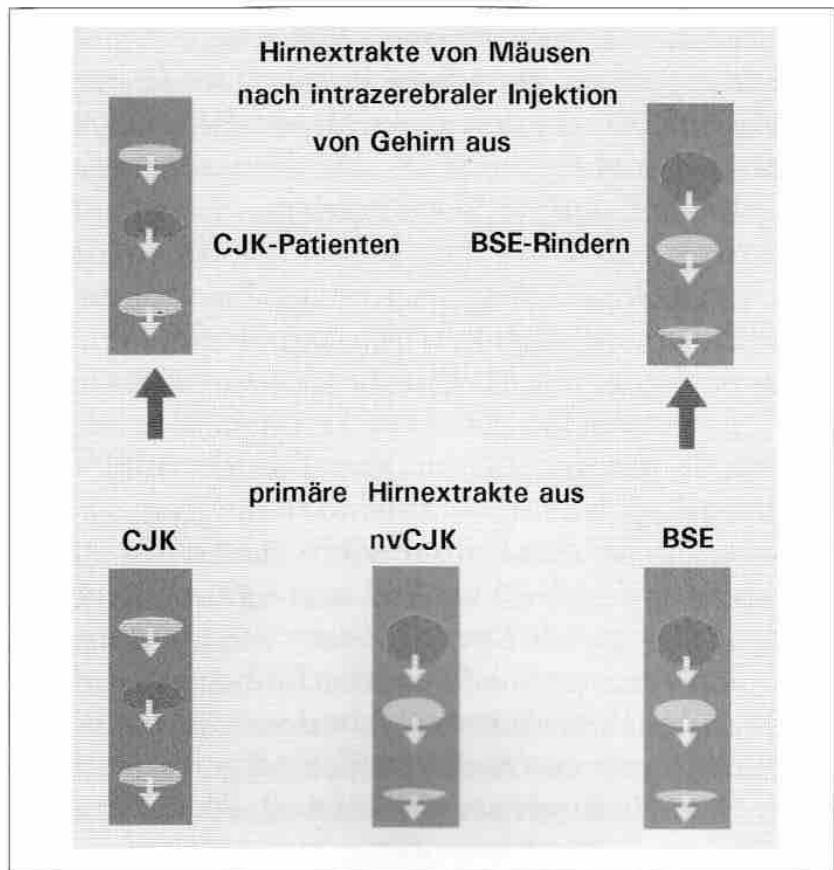 Hirnextrakte von Mäusen
nach intrazerebraler Injektion
von Gehirn aus
CJK-Patienten
BSE-Rindern
primäre Hirnextrakte aus
CJK
nvCJK
BSE